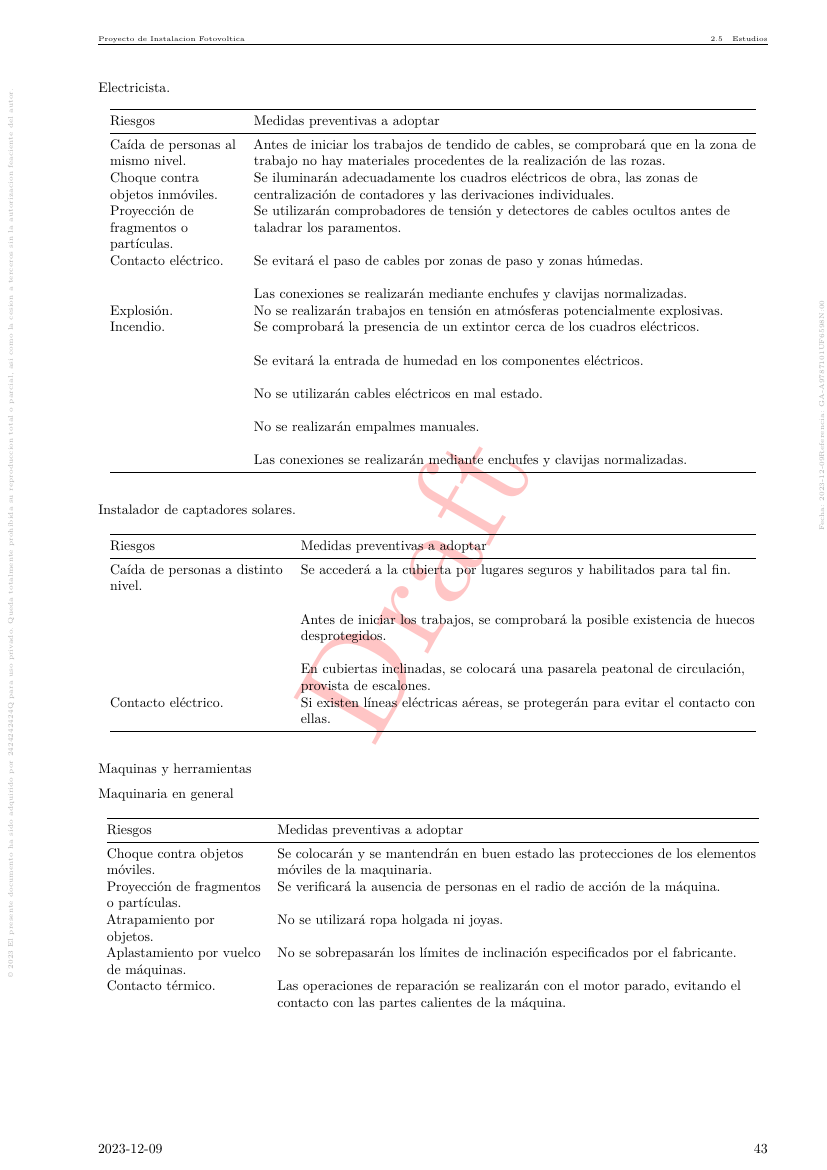 Proyecto de Instalacion Fotovoltica 2.5 Estudios
Electricista.
Riesgos Medidas preventivas a adoptar
Caída de personas al Antes de iniciar los trabajos de tendido de cables, se comprobará que en la zona de
mismo nivel. trabajo no hay materiales procedentes de la realización de las rozas.
Choque contra Se iluminarán adecuadamente los cuadros eléctricos de obra, las zonas de
objetos inmóviles. centralización de contadores y las derivaciones individuales.
Proyección de Se utilizarán comprobadores de tensión y detectores de cables ocultos antes de
fragmentos o taladrar los paramentos.
partículas.
Contacto eléctrico. Se evitará el paso de cables por zonas de paso y zonas húmedas.
Las conexiones se realizarán mediante enchufes y clavijas normalizadas.
Explosión. No se realizarán trabajos en tensión en atmósferas potencialmente explosivas.
Incendio. Se comprobará la presencia de un extintor cerca de los cuadros eléctricos.
Se evitará la entrada de humedad en los componentes eléctricos.
No se utilizarán cables eléctricos en mal estado.
No se realizarán empalmes manuales.
Las conexiones se realizarán mediante enchufes y clavijas normalizadas.
Instalador de captadores solares.
Riesgos Medidas preventivas a adoptar
Caída de personas a distinto Se accederá a la cubierta por lugares seguros y habilitados para tal fin.
nivel.
Antes de iniciar los trabajos, se comprobará la posible existencia de huecos
desprotegidos.
En cubiertas inclinadas, se colocará una pasarela peatonal de circulación,
provista de escalones.
Contacto eléctrico. Si existen líneas eléctricas aéreas, se protegerán para evitar el contacto con
ellas.
Maquinas y herramientas
Maquinaria en general
Riesgos Medidas preventivas a adoptar
Choque contra objetos Se colocarán y se mantendrán en buen estado las protecciones de los elementos
móviles. móviles de la maquinaria.
Proyección de fragmentos Se verificará la ausencia de personas en el radio de acción de la máquina.
o partículas.
Atrapamiento por No se utilizará ropa holgada ni joyas.
objetos.
Aplastamiento por vuelco No se sobrepasarán los límites de inclinación especificados por el fabricante.
de máquinas.
Contacto térmico. Las operaciones de reparación se realizarán con el motor parado, evitando el
contacto con las partes calientes de la máquina.
2023-12-09 43
Draft
© 2023 El presente documento ha sido adquirido por 2424242424Q para uso privado. Queda totalmente prohibida su reproduccion total o parcial, asi como la cesion a terceros sin la autorizacion fsaciente del autor.
Fecha: 2023-12-09Referencia: GA-A9787101UF6598N:00